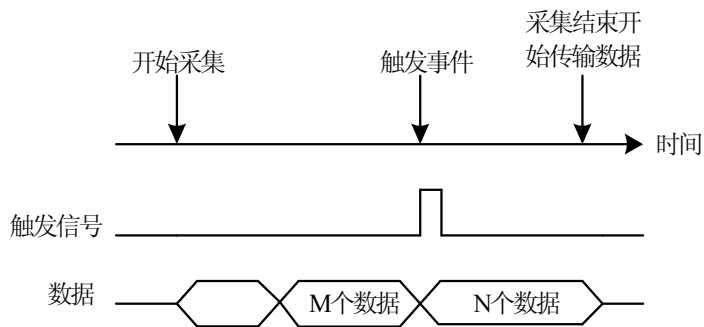 采集结束开
始传输数据
开始采集
触发事件
时间
触发信号
数据
M个数据
N个数据